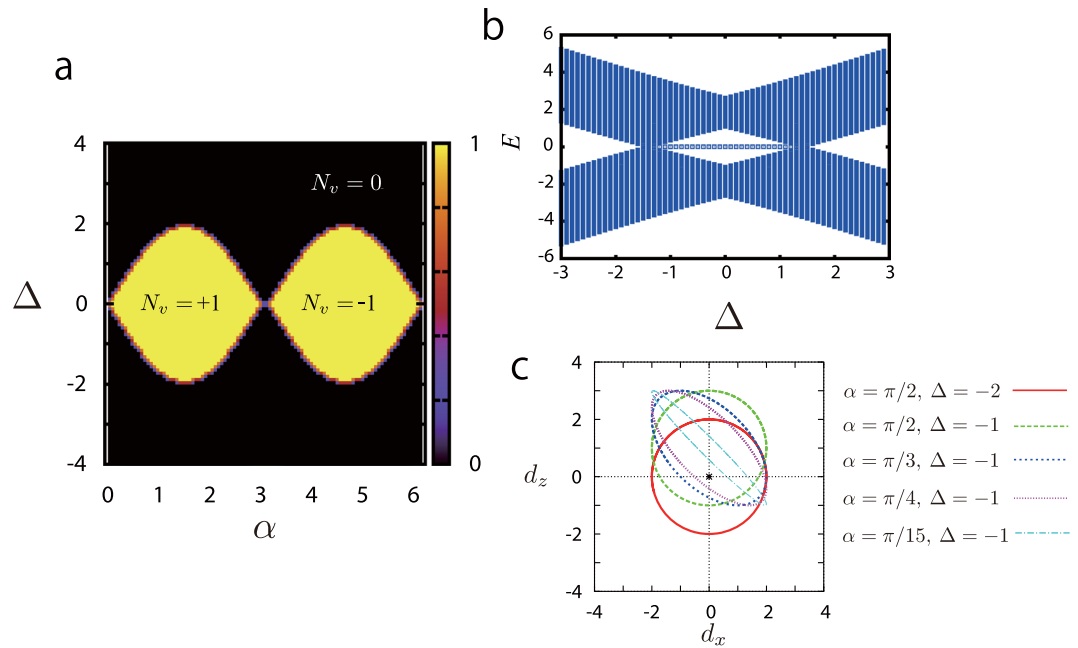 a
4
2
0
-2
-4
Δ
0 1 2 3 4 5 6
α
N_v = 0
N_v = +1
N_v = -1
1
0
b
6
4
2
0
-2
-4
-6
E
-3 -2 -1 0 1 2 3
Δ
c
4
2
0
-2
-4
d_z
-4 -2 0 2 4
d_x
α = π/2, Δ = −2
α = π/2, Δ = −1
α = π/3, Δ = −1
α = π/4, Δ = −1
α = π/15, Δ = −1